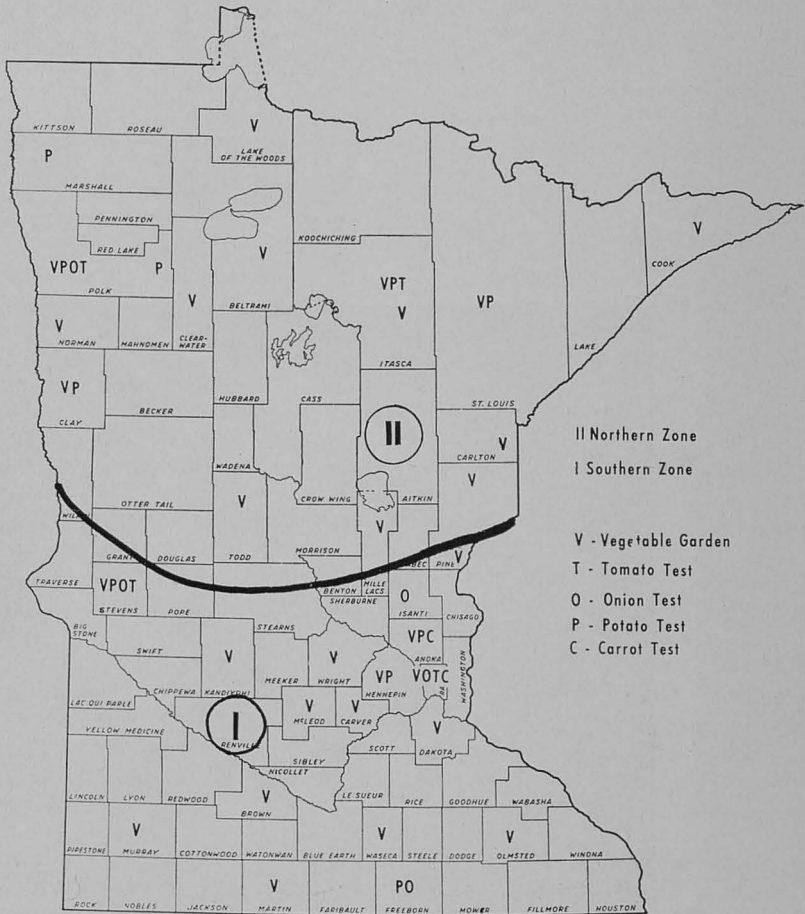 KITTSON
ROSEAU
V
LAKE
OF THE WOODS
P
MARSHALL
PENNINGTON
RED LAKE
KOOCHICHING
V
COOK
VPOT
P
V
POLK
VPT
V
BELTRAMI
V
VP
V
NORMAN
MAHNOMEN
CLEAR-
WATER
LAKE
ITASCA
VP
HUBBARD
CASS
CLAY
BECKER
ST. LOUIS
II
II Northern Zone
V
CARLTON
I Southern Zone
WADENA
V
OTTER TAIL
CROW WING
AITKIN
V
V
WILKIN
V - Vegetable Garden
GRANT
DOUGLAS
TODD
MORRISON
BEC
PINE
V
T - Tomato Test
TRAVERSE
VPOT
BENTON
MILLE
LACS
O
O - Onion Test
STEVENS
POPE
SHERBURNE
ISANTI
CHISAGO
P - Potato Test
BIG
STONE
STEARNS
VPC
C - Carrot Test
SWIFT
V
V
ANOKA
WASHINGTON
MEEKER
WRIGHT
VP
VOTC
CHIPPEWA
KANDIYOHI
HENNEPIN
RA
LAC QUI PARLE
V
V
I
McLEOD
CARVER
V
YELLOW MEDICINE
RENVILLE
SCOTT
DAKOTA
SIBLEY
NICOLLET
LINCOLN
LYON
REDWOOD
V
LE SUEUR
RICE
GOODHUE
WABASHA
BROWN
V
V
V
PIPESTONE
MURRAY
COTTONWOOD
WATONWAN
BLUE EARTH
WASECA
STEELE
DODGE
OLMSTED
WINONA
V
PO
ROCK
NOBLES
JACKSON
MARTIN
FARIBAULT
FREEBORN
MOWER
FILLMORE
HOUSTON